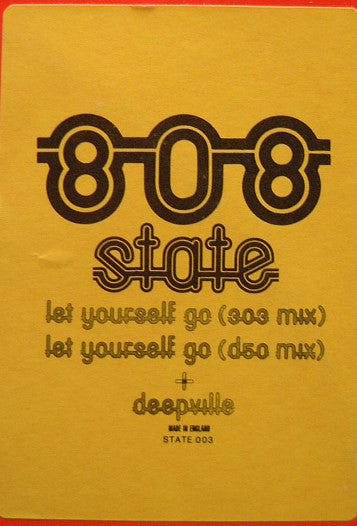 808
state
let yourself go (303 mix)
let yourself go (d50 mix)
+
deepville
MADE IN ENGLAND
STATE 003